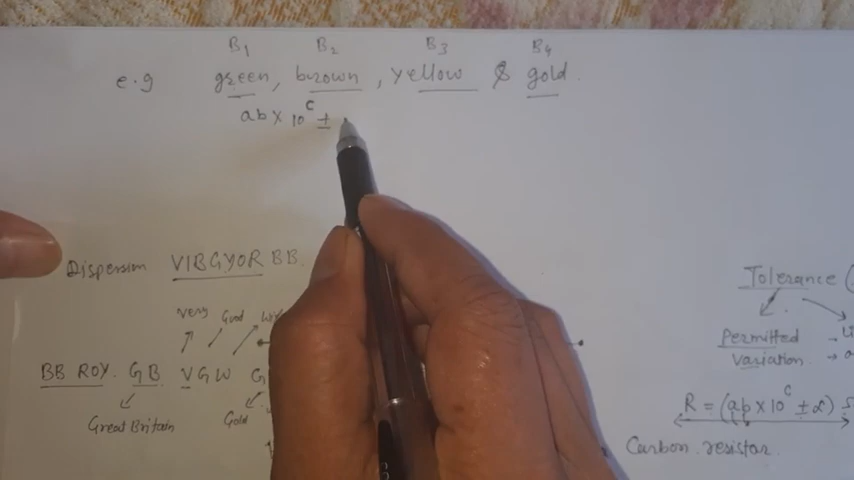 B1 B2 B3 B4
e.g green, brown, yellow & gold.
ab × 10^c ±
Dispersion VIBGYOR BB.
Very Good
BB ROY. GB VGW G
Great Britain Gold
Tolerance (
Permitted
variation.
R = (ab × 10^c ± α)
Carbon resistor.